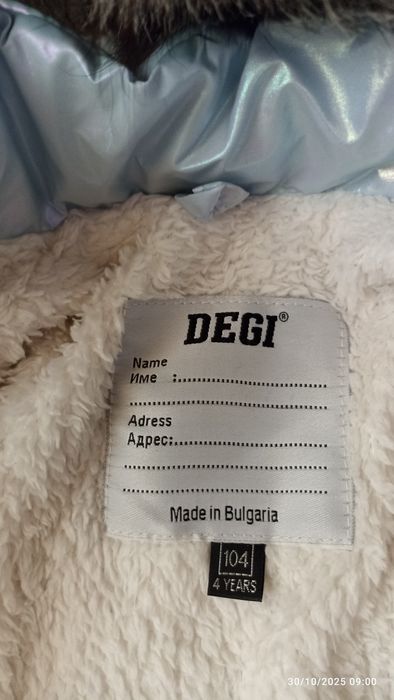 DEGI®
Name
Име :..............................
........................................
Adress
Адрес:..............................
........................................
........................................
Made in Bulgaria
104
4 YEARS
30/10/2025 09:00